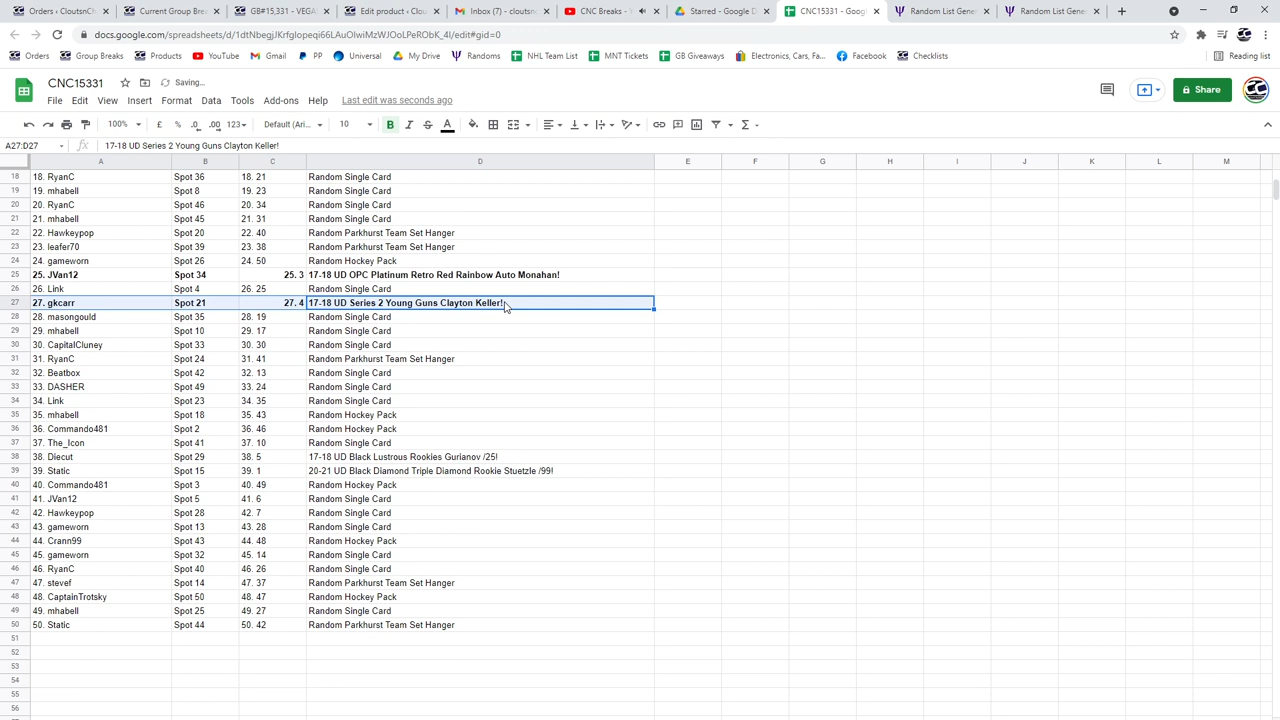 Orders < CloutsnCh
Current Group Brea
GB#15,331 - VEGAS
Edit product < Clou
Inbox (7) - cloutsn
CNC Breaks - V
Starred - Google D
CNC15331 - Goog
Random List Gene
Random List Gene
docs.google.com/spreadsheets/d/1dtNbegjJKrfglopeqi66LAuOlwiMzWJOoLPeRObK_4I/edit#gid=0
Orders
Group Breaks
Products
YouTube
Gmail
PP
Universal
My Drive
Randoms
NHL Team List
MNT Tickets
GB Giveaways
Electronics, Cars, Fa...
Facebook
Checklists
Reading list
CNC15331
Saving...
File Edit View Insert Format Data Tools Add-ons Help Last edit was seconds ago
Share
100% £ % .0 .00 123 Default (Ari... 10 B I S A
A27:D27 fx 17-18 UD Series 2 Young Guns Clayton Keller!
A B C D E F G H I J K L M
18 18. RyanC Spot 36 18. 21 Random Single Card
19 19. mhabell Spot 8 19. 23 Random Single Card
20 20. RyanC Spot 46 20. 34 Random Single Card
21 21. mhabell Spot 45 21. 31 Random Single Card
22 22. Hawkeypop Spot 20 22. 40 Random Parkhurst Team Set Hanger
23 23. leafer70 Spot 39 23. 38 Random Parkhurst Team Set Hanger
24 24. gameworn Spot 26 24. 50 Random Hockey Pack
25 25. JVan12 Spot 34 25. 3 17-18 UD OPC Platinum Retro Red Rainbow Auto Monahan!
26 26. Link Spot 4 26. 25 Random Single Card
27 27. gkcarr Spot 21 27. 4 17-18 UD Series 2 Young Guns Clayton Keller!
28 28. masongould Spot 35 28. 19 Random Single Card
29 29. mhabell Spot 10 29. 17 Random Single Card
30 30. CapitalCluney Spot 33 30. 30 Random Single Card
31 31. RyanC Spot 24 31. 41 Random Parkhurst Team Set Hanger
32 32. Beatbox Spot 42 32. 13 Random Single Card
33 33. DASHER Spot 49 33. 24 Random Single Card
34 34. Link Spot 23 34. 35 Random Single Card
35 35. mhabell Spot 18 35. 43 Random Hockey Pack
36 36. Commando481 Spot 2 36. 46 Random Hockey Pack
37 37. The_Icon Spot 41 37. 10 Random Single Card
38 38. Diecut Spot 29 38. 5 17-18 UD Black Lustrous Rookies Gurianov /25!
39 39. Static Spot 15 39. 1 20-21 UD Black Diamond Triple Diamond Rookie Stuetzle /99!
40 40. Commando481 Spot 3 40. 49 Random Hockey Pack
41 41. JVan12 Spot 5 41. 6 Random Single Card
42 42. Hawkeypop Spot 28 42. 7 Random Single Card
43 43. gameworn Spot 13 43. 28 Random Single Card
44 44. Crann99 Spot 43 44. 48 Random Hockey Pack
45 45. gameworn Spot 32 45. 14 Random Single Card
46 46. RyanC Spot 40 46. 26 Random Single Card
47 47. stevef Spot 14 47. 37 Random Parkhurst Team Set Hanger
48 48. CaptainTrotsky Spot 50 48. 47 Random Hockey Pack
49 49. mhabell Spot 25 49. 27 Random Single Card
50 50. Static Spot 44 50. 42 Random Parkhurst Team Set Hanger
51
52
53
54
55
56